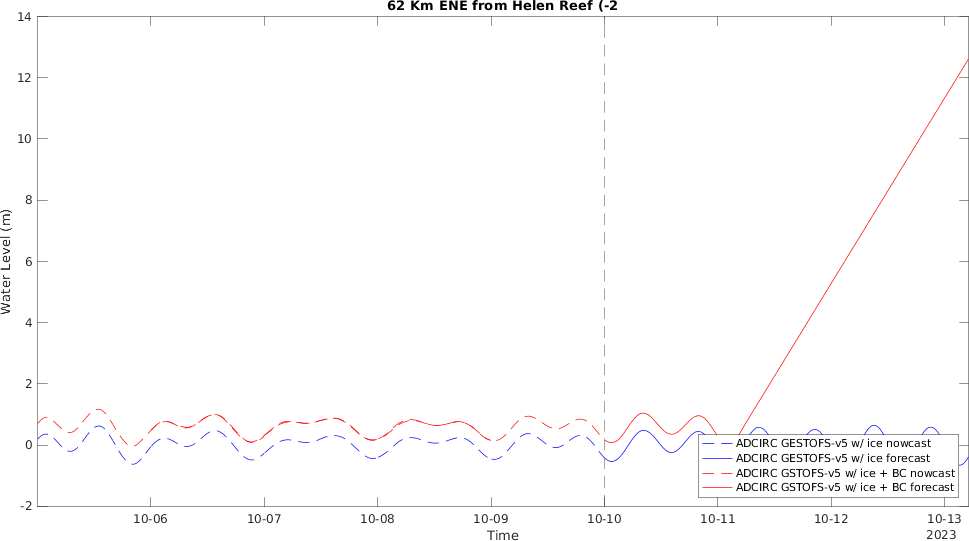 62 Km ENE from Helen Reef (-2
14
12
10
8
6
4
2
0
-2
Water Level (m)
10-06 10-07 10-08 10-09 10-10 10-11 10-12 10-13
Time
2023
ADCIRC GESTOFS-v5 w/ ice nowcast
ADCIRC GESTOFS-v5 w/ ice forecast
ADCIRC GSTOFS-v5 w/ ice + BC nowcast
ADCIRC GSTOFS-v5 w/ ice + BC forecast